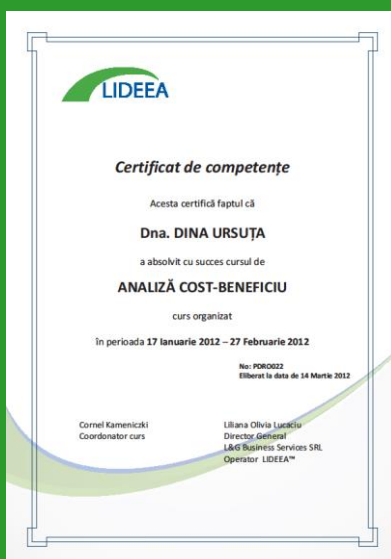 LIDEEA
Certificat de competențe
Acesta certifică faptul că
Dna. DINA URSUȚA
a absolvit cu succes cursul de
ANALIZĂ COST-BENEFICIU
curs organizat
în perioada 17 Ianuarie 2012 – 27 Februarie 2012
No: PDRO022
Eliberat la data de 14 Martie 2012
Cornel Kameniczki
Coordonator curs
Liliana Olivia Lucaciu
Director General
L&G Business Services SRL
Operator LIDEEA™